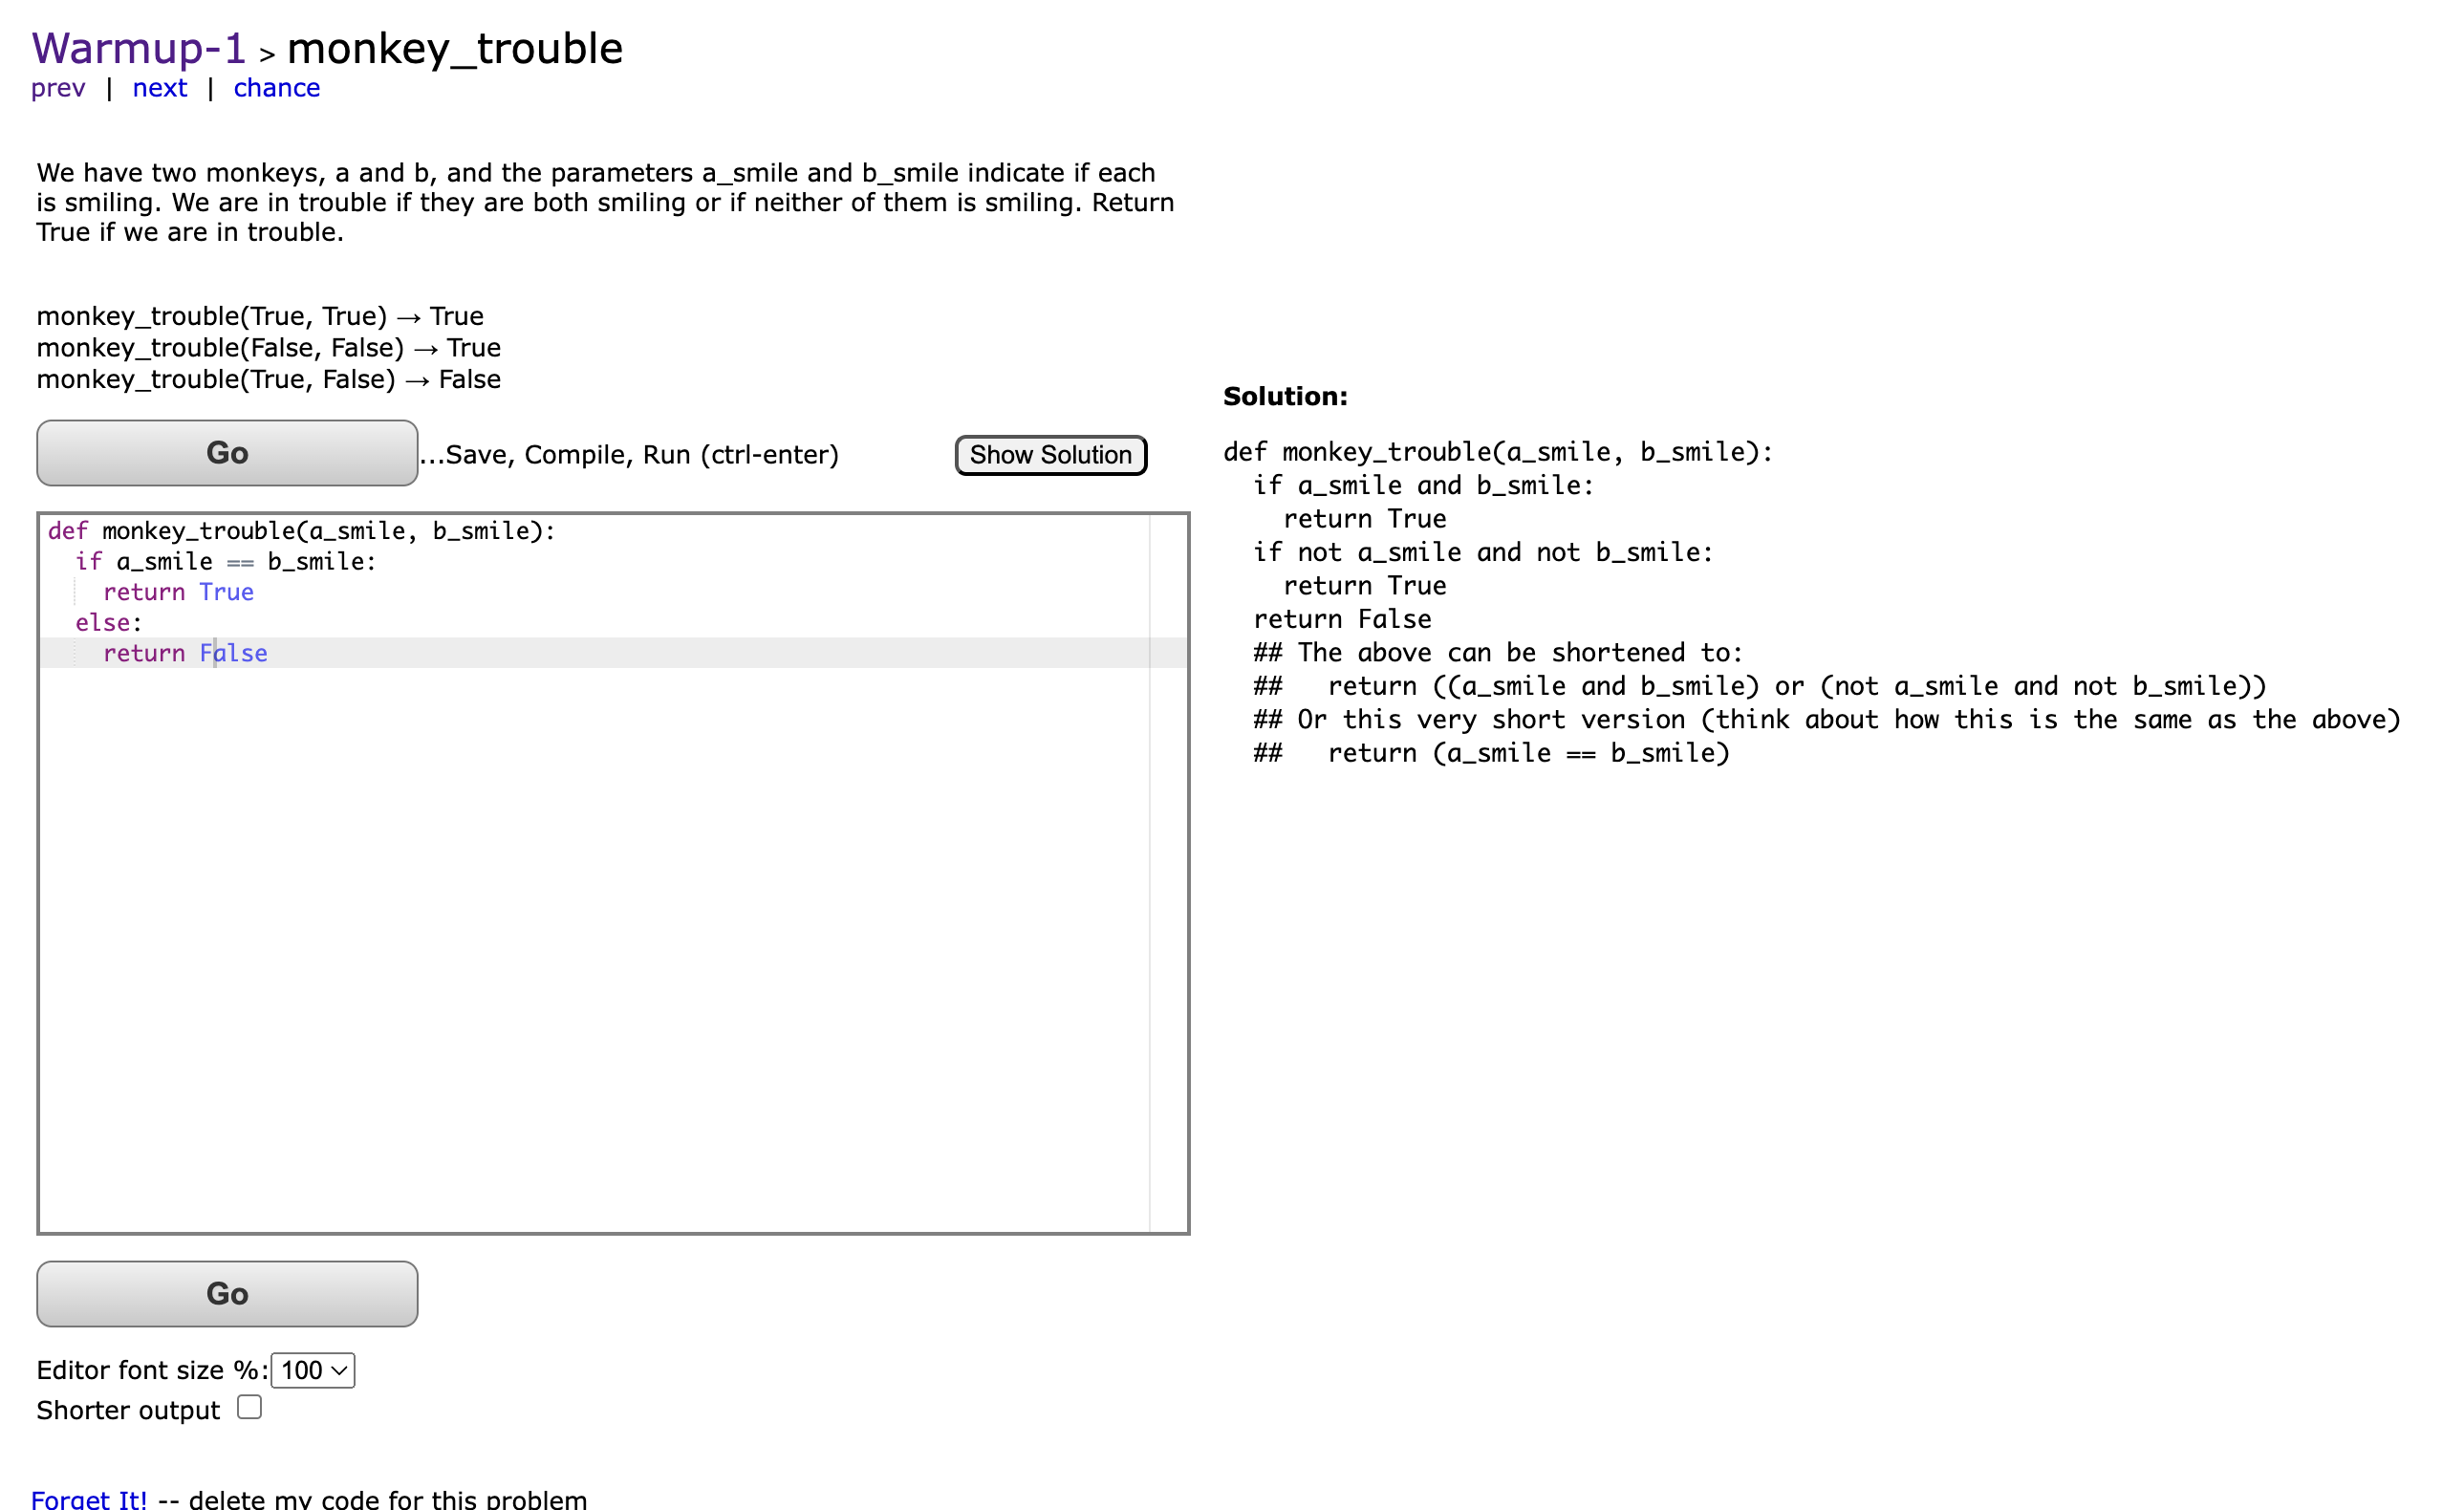 Warmup-1 > monkey_trouble
prev | next | chance
We have two monkeys, a and b, and the parameters a_smile and b_smile indicate if each
is smiling. We are in trouble if they are both smiling or if neither of them is smiling. Return
True if we are in trouble.
monkey_trouble(True, True) → True
monkey_trouble(False, False) → True
monkey_trouble(True, False) → False
Go ...Save, Compile, Run (ctrl-enter) Show Solution
def monkey_trouble(a_smile, b_smile):
  if a_smile == b_smile:
    return True
  else:
    return False
Go
Editor font size %: 100
Shorter output
Forget It! -- delete my code for this problem
Solution:
def monkey_trouble(a_smile, b_smile):
  if a_smile and b_smile:
    return True
  if not a_smile and not b_smile:
    return True
  return False
  ## The above can be shortened to:
  ##   return ((a_smile and b_smile) or (not a_smile and not b_smile))
  ## Or this very short version (think about how this is the same as the above)
  ##   return (a_smile == b_smile)